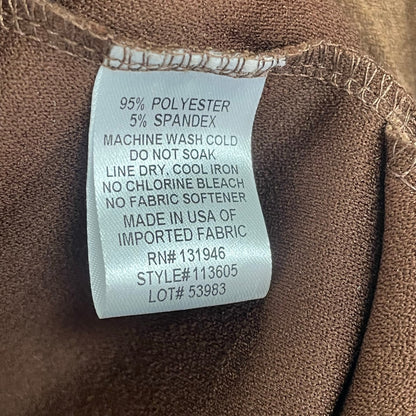 95% POLYESTER
5% SPANDEX
MACHINE WASH COLD
DO NOT SOAK
LINE DRY, COOL IRON
NO CHLORINE BLEACH
NO FABRIC SOFTENER
MADE IN USA OF
IMPORTED FABRIC
RN# 131946
STYLE#113605
LOT# 53983